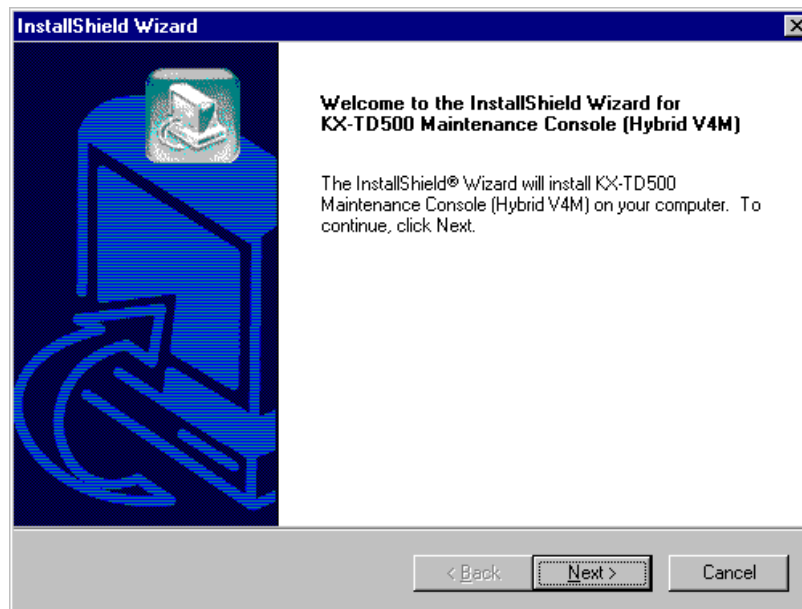 InstallShield Wizard
Welcome to the InstallShield Wizard for
KX-TD500 Maintenance Console (Hybrid V4M)
The InstallShield® Wizard will install KX-TD500
Maintenance Console (Hybrid V4M) on your computer. To
continue, click Next.
< Back
Next >
Cancel